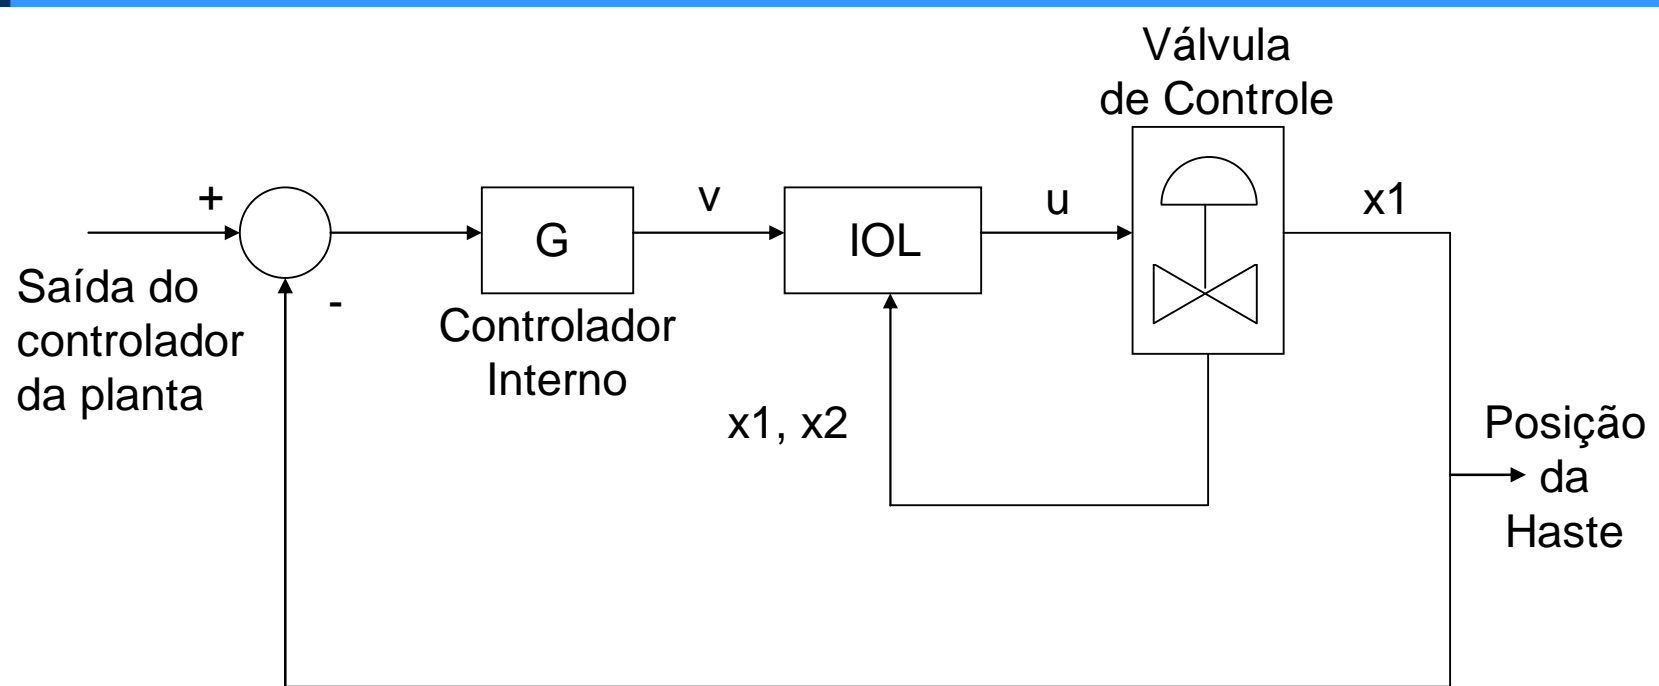 Válvula
de Controle
+
v
u
x1
G
IOL
Saída do
controlador
da planta
-
Controlador
Interno
x1, x2
Posição
da
Haste